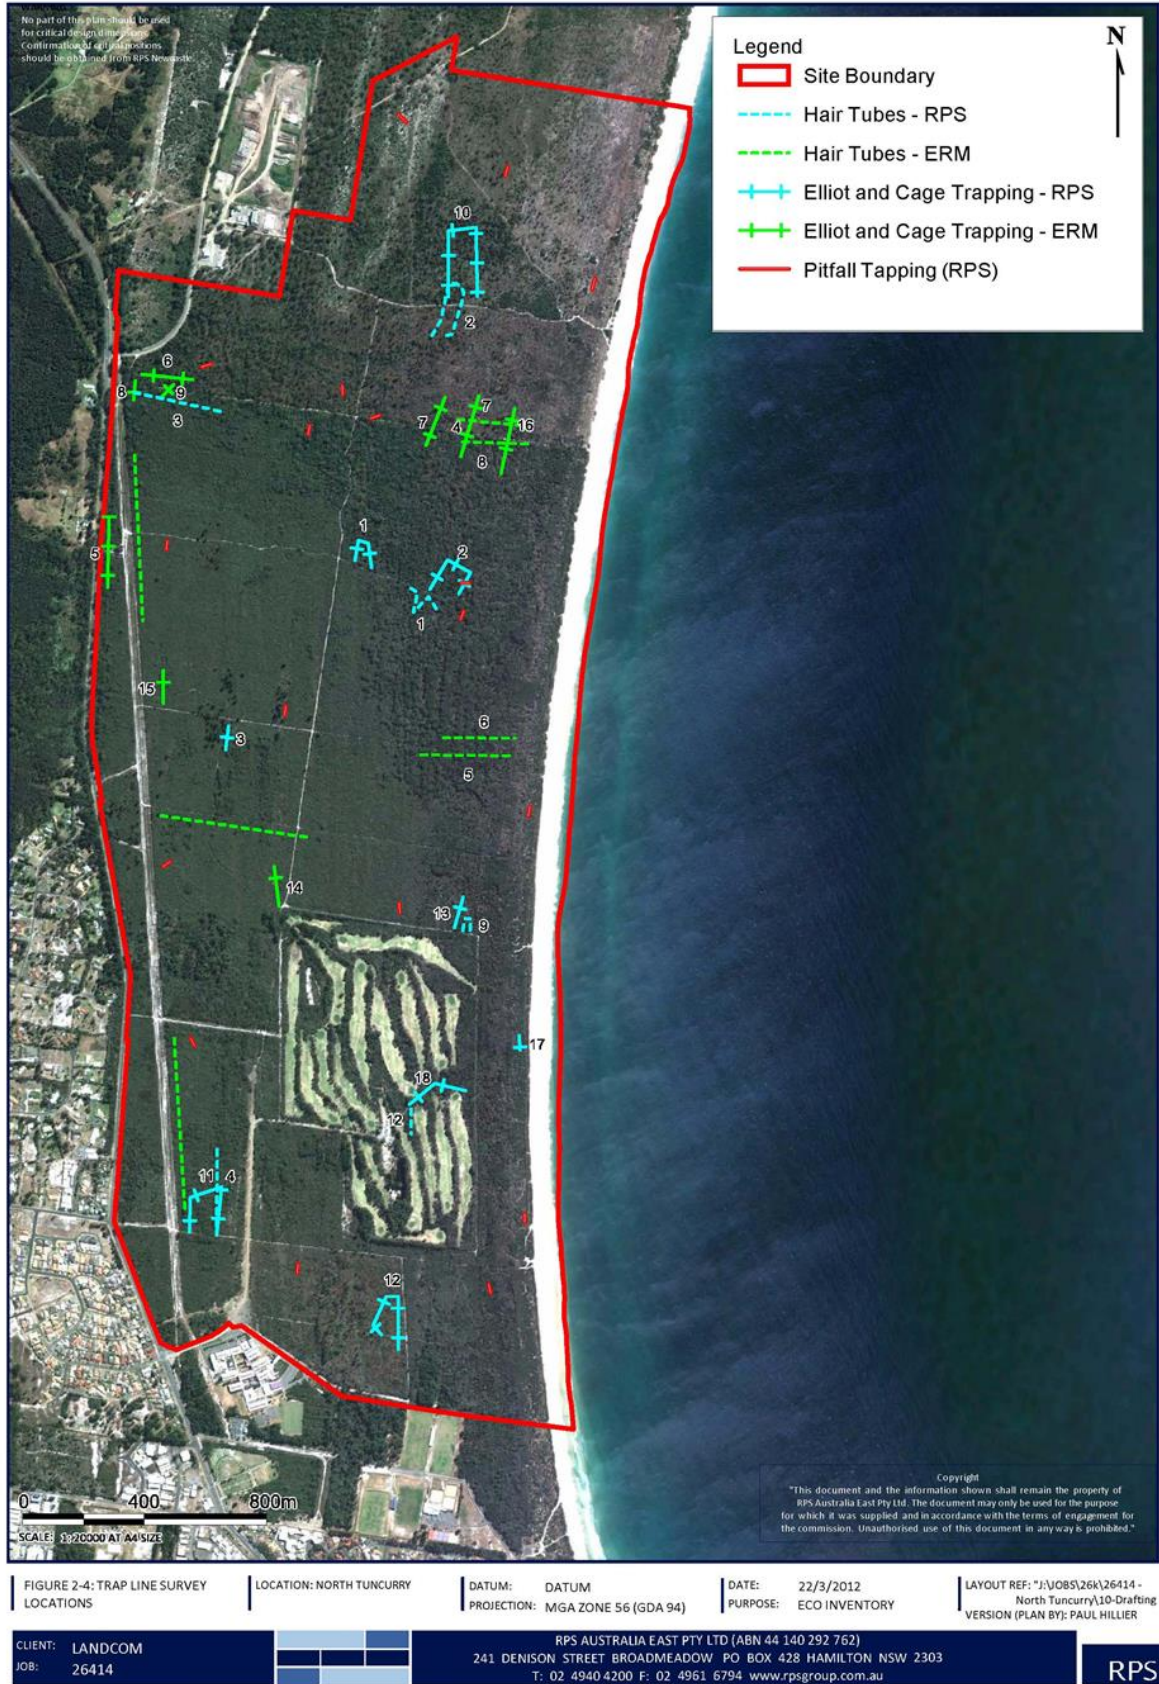 No part of this plan should be used
for critical design dimensions.
Confirmation of critical positions
should be obtained from RPS Newcastle.
Legend
N
Site Boundary
Hair Tubes - RPS
Hair Tubes - ERM
Elliot and Cage Trapping - RPS
Elliot and Cage Trapping - ERM
Pitfall Tapping (RPS)
10
2
6
8
9
3
7
7
4
16
8
1
2
5
1
15
3
6
5
14
13
9
17
18
12
11
4
12
0 400 800m
SCALE: 1:20000 AT A4 SIZE
Copyright
"This document and the information shown shall remain the property of
RPS Australia East Pty Ltd. The document may only be used for the purpose
for which it was supplied and in accordance with the terms of engagement for
the commission. Unauthorised use of this document in any way is prohibited."
FIGURE 2-4: TRAP LINE SURVEY
LOCATIONS
LOCATION: NORTH TUNCURRY
DATUM: DATUM
PROJECTION: MGA ZONE 56 (GDA 94)
DATE: 22/3/2012
PURPOSE: ECO INVENTORY
LAYOUT REF: "J:\JOBS\26k\26414 -
North Tuncurry\10-Drafting
VERSION (PLAN BY): PAUL HILLIER
CLIENT: LANDCOM
JOB: 26414
RPS AUSTRALIA EAST PTY LTD (ABN 44 140 292 762)
241 DENISON STREET BROADMEADOW PO BOX 428 HAMILTON NSW 2303
T: 02 4940 4200 F: 02 4961 6794 www.rpsgroup.com.au
RPS